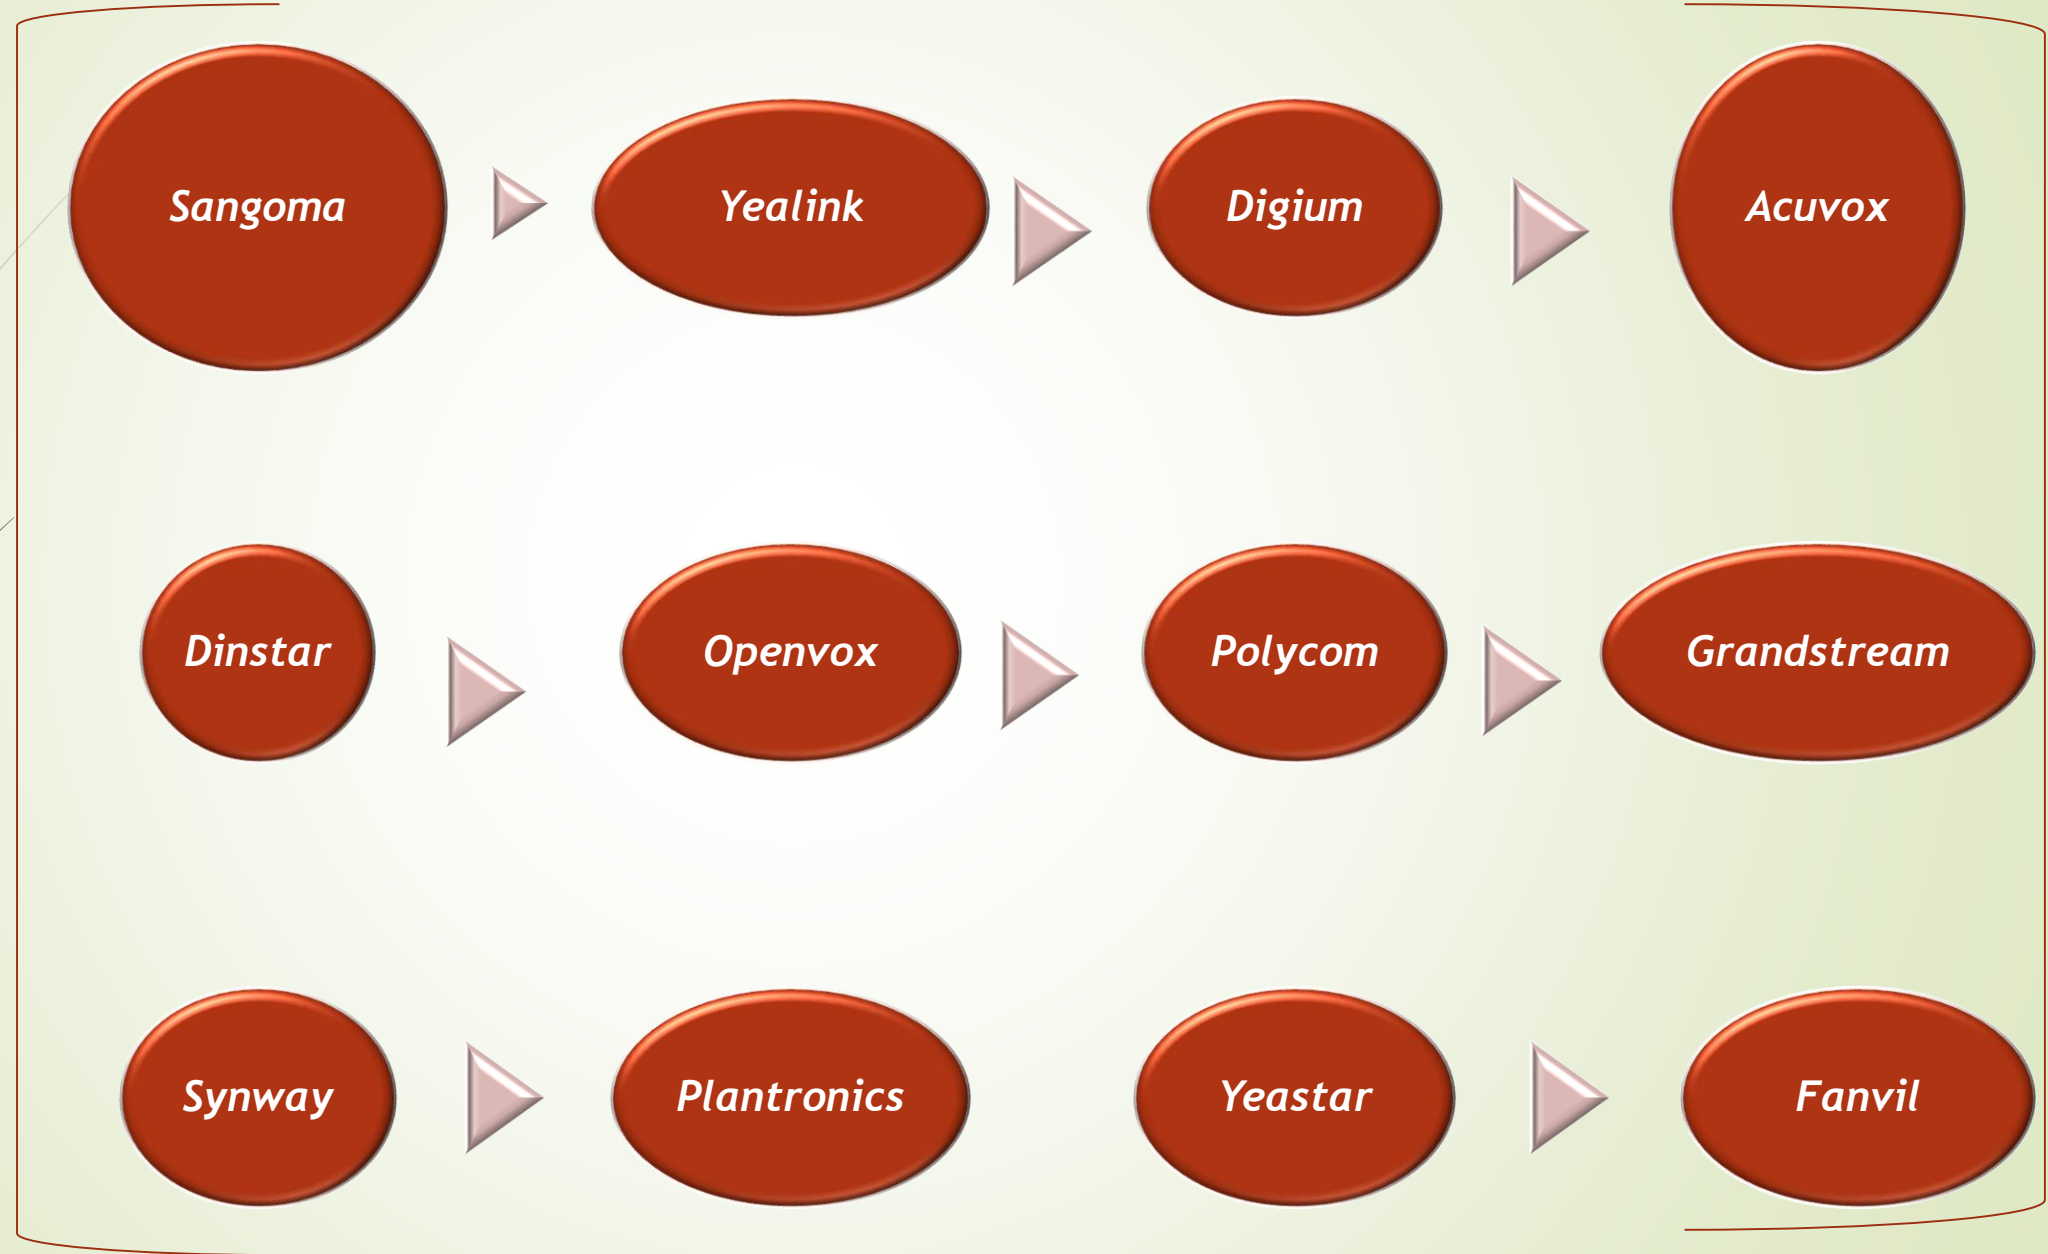 Sangoma
Yealink
Digium
Acuvox
Dinstar
Openvox
Polycom
Grandstream
Synway
Plantronics
Yeastar
Fanvil